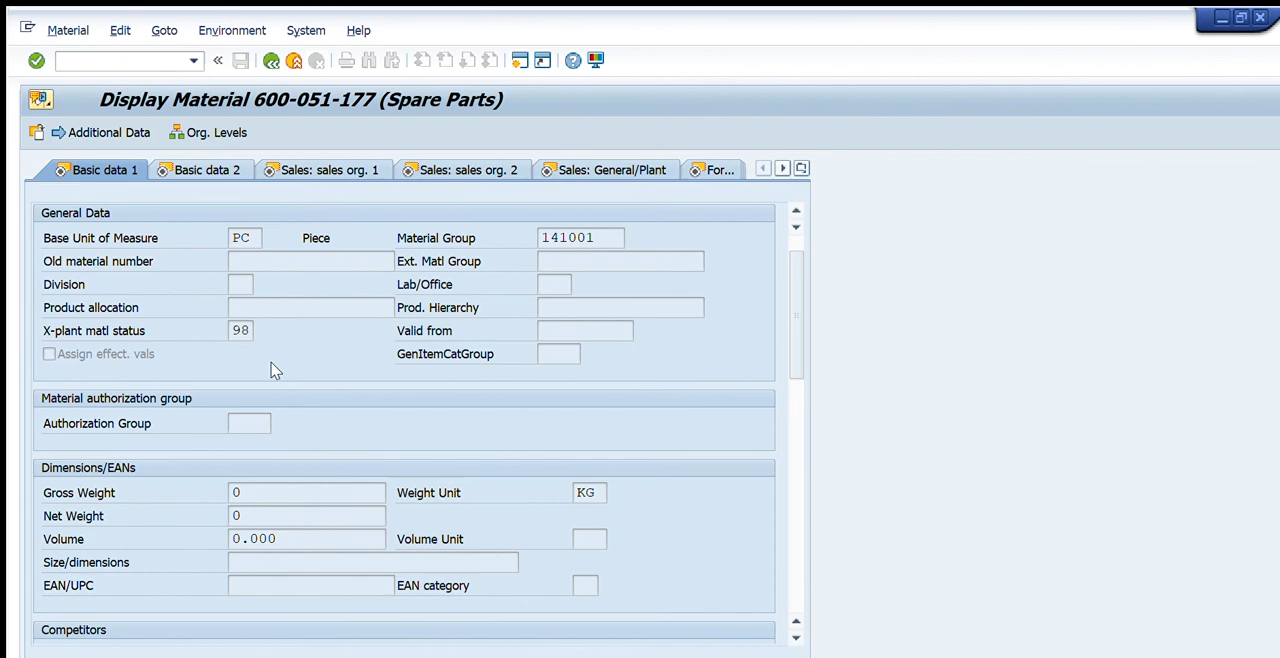 Material Edit Goto Environment System Help
«
Display Material 600-051-177 (Spare Parts)
Additional Data Org. Levels
Basic data 1 Basic data 2 Sales: sales org. 1 Sales: sales org. 2 Sales: General/Plant For...
General Data
Base Unit of Measure PC Piece Material Group 141001
Old material number Ext. Matl Group
Division Lab/Office
Product allocation Prod. Hierarchy
X-plant matl status 98 Valid from
Assign effect. vals GenItemCatGroup
Material authorization group
Authorization Group
Dimensions/EANs
Gross Weight 0 Weight Unit KG
Net Weight 0
Volume 0.000 Volume Unit
Size/dimensions
EAN/UPC EAN category
Competitors